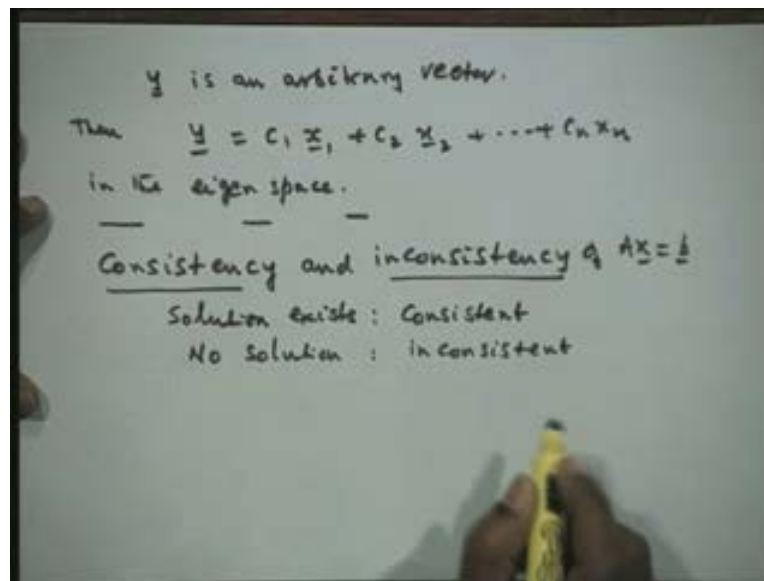 y is an arbitrary vector.
Then y = C₁ x₁ + C₂ x₂ + ⋯ + Cₙ xₙ
in the eigen space.
Consistency and inconsistency of Ax = b
Solution exists : Consistent
No Solution : inconsistent